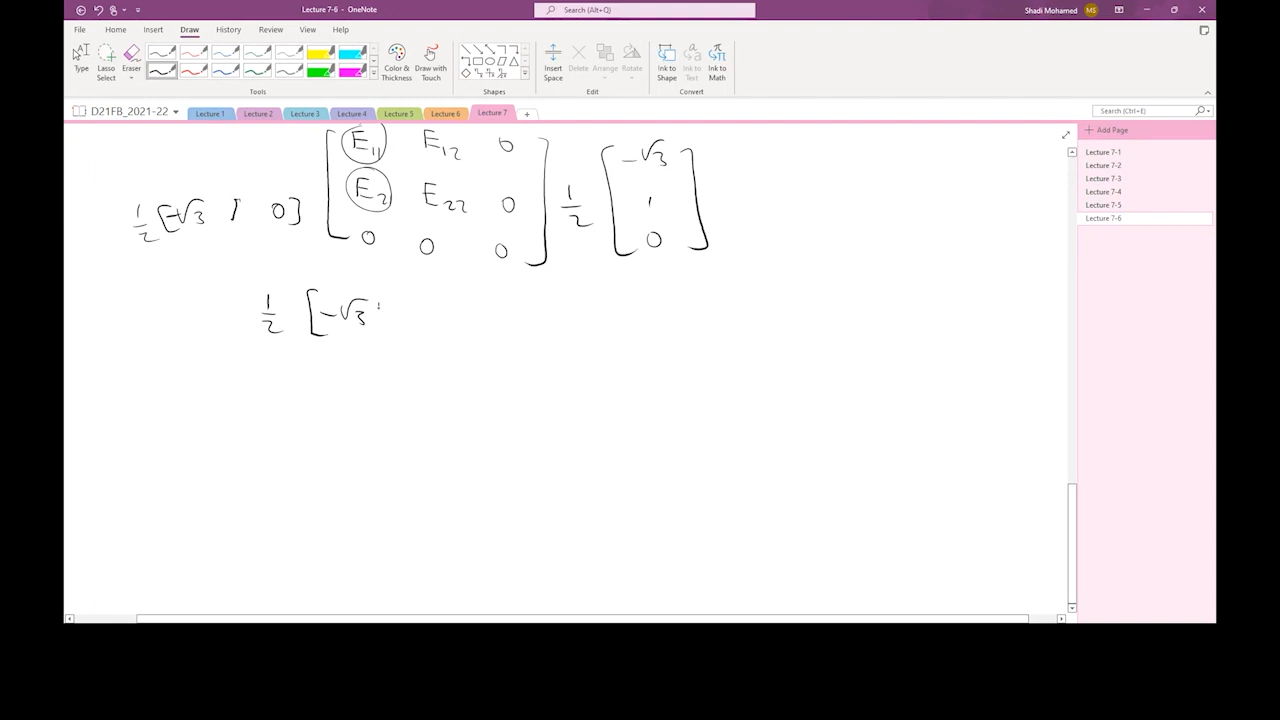 Lecture 7-6 - OneNote
Search (Alt+Q)
Shadi Mohamed
MS
File Home Insert Draw History Review View Help
Type
Lasso Select
Eraser
Color & Thickness
Draw with Touch
Insert Space
Delete
Arrange
Rotate
Ink to Shape
Ink to Text
Ink to Math
Tools
Shapes
Edit
Convert
D21FB_2021-22
Lecture 1
Lecture 2
Lecture 3
Lecture 4
Lecture 5
Lecture 6
Lecture 7
Search (Ctrl+E)
Add Page
Lecture 7-1
Lecture 7-2
Lecture 7-3
Lecture 7-4
Lecture 7-5
Lecture 7-6
E11 E12 0 -√3
1/2 [-√3 1 0] E2 E22 0 1/2 1
0 0 0 0
1/2 [-√3